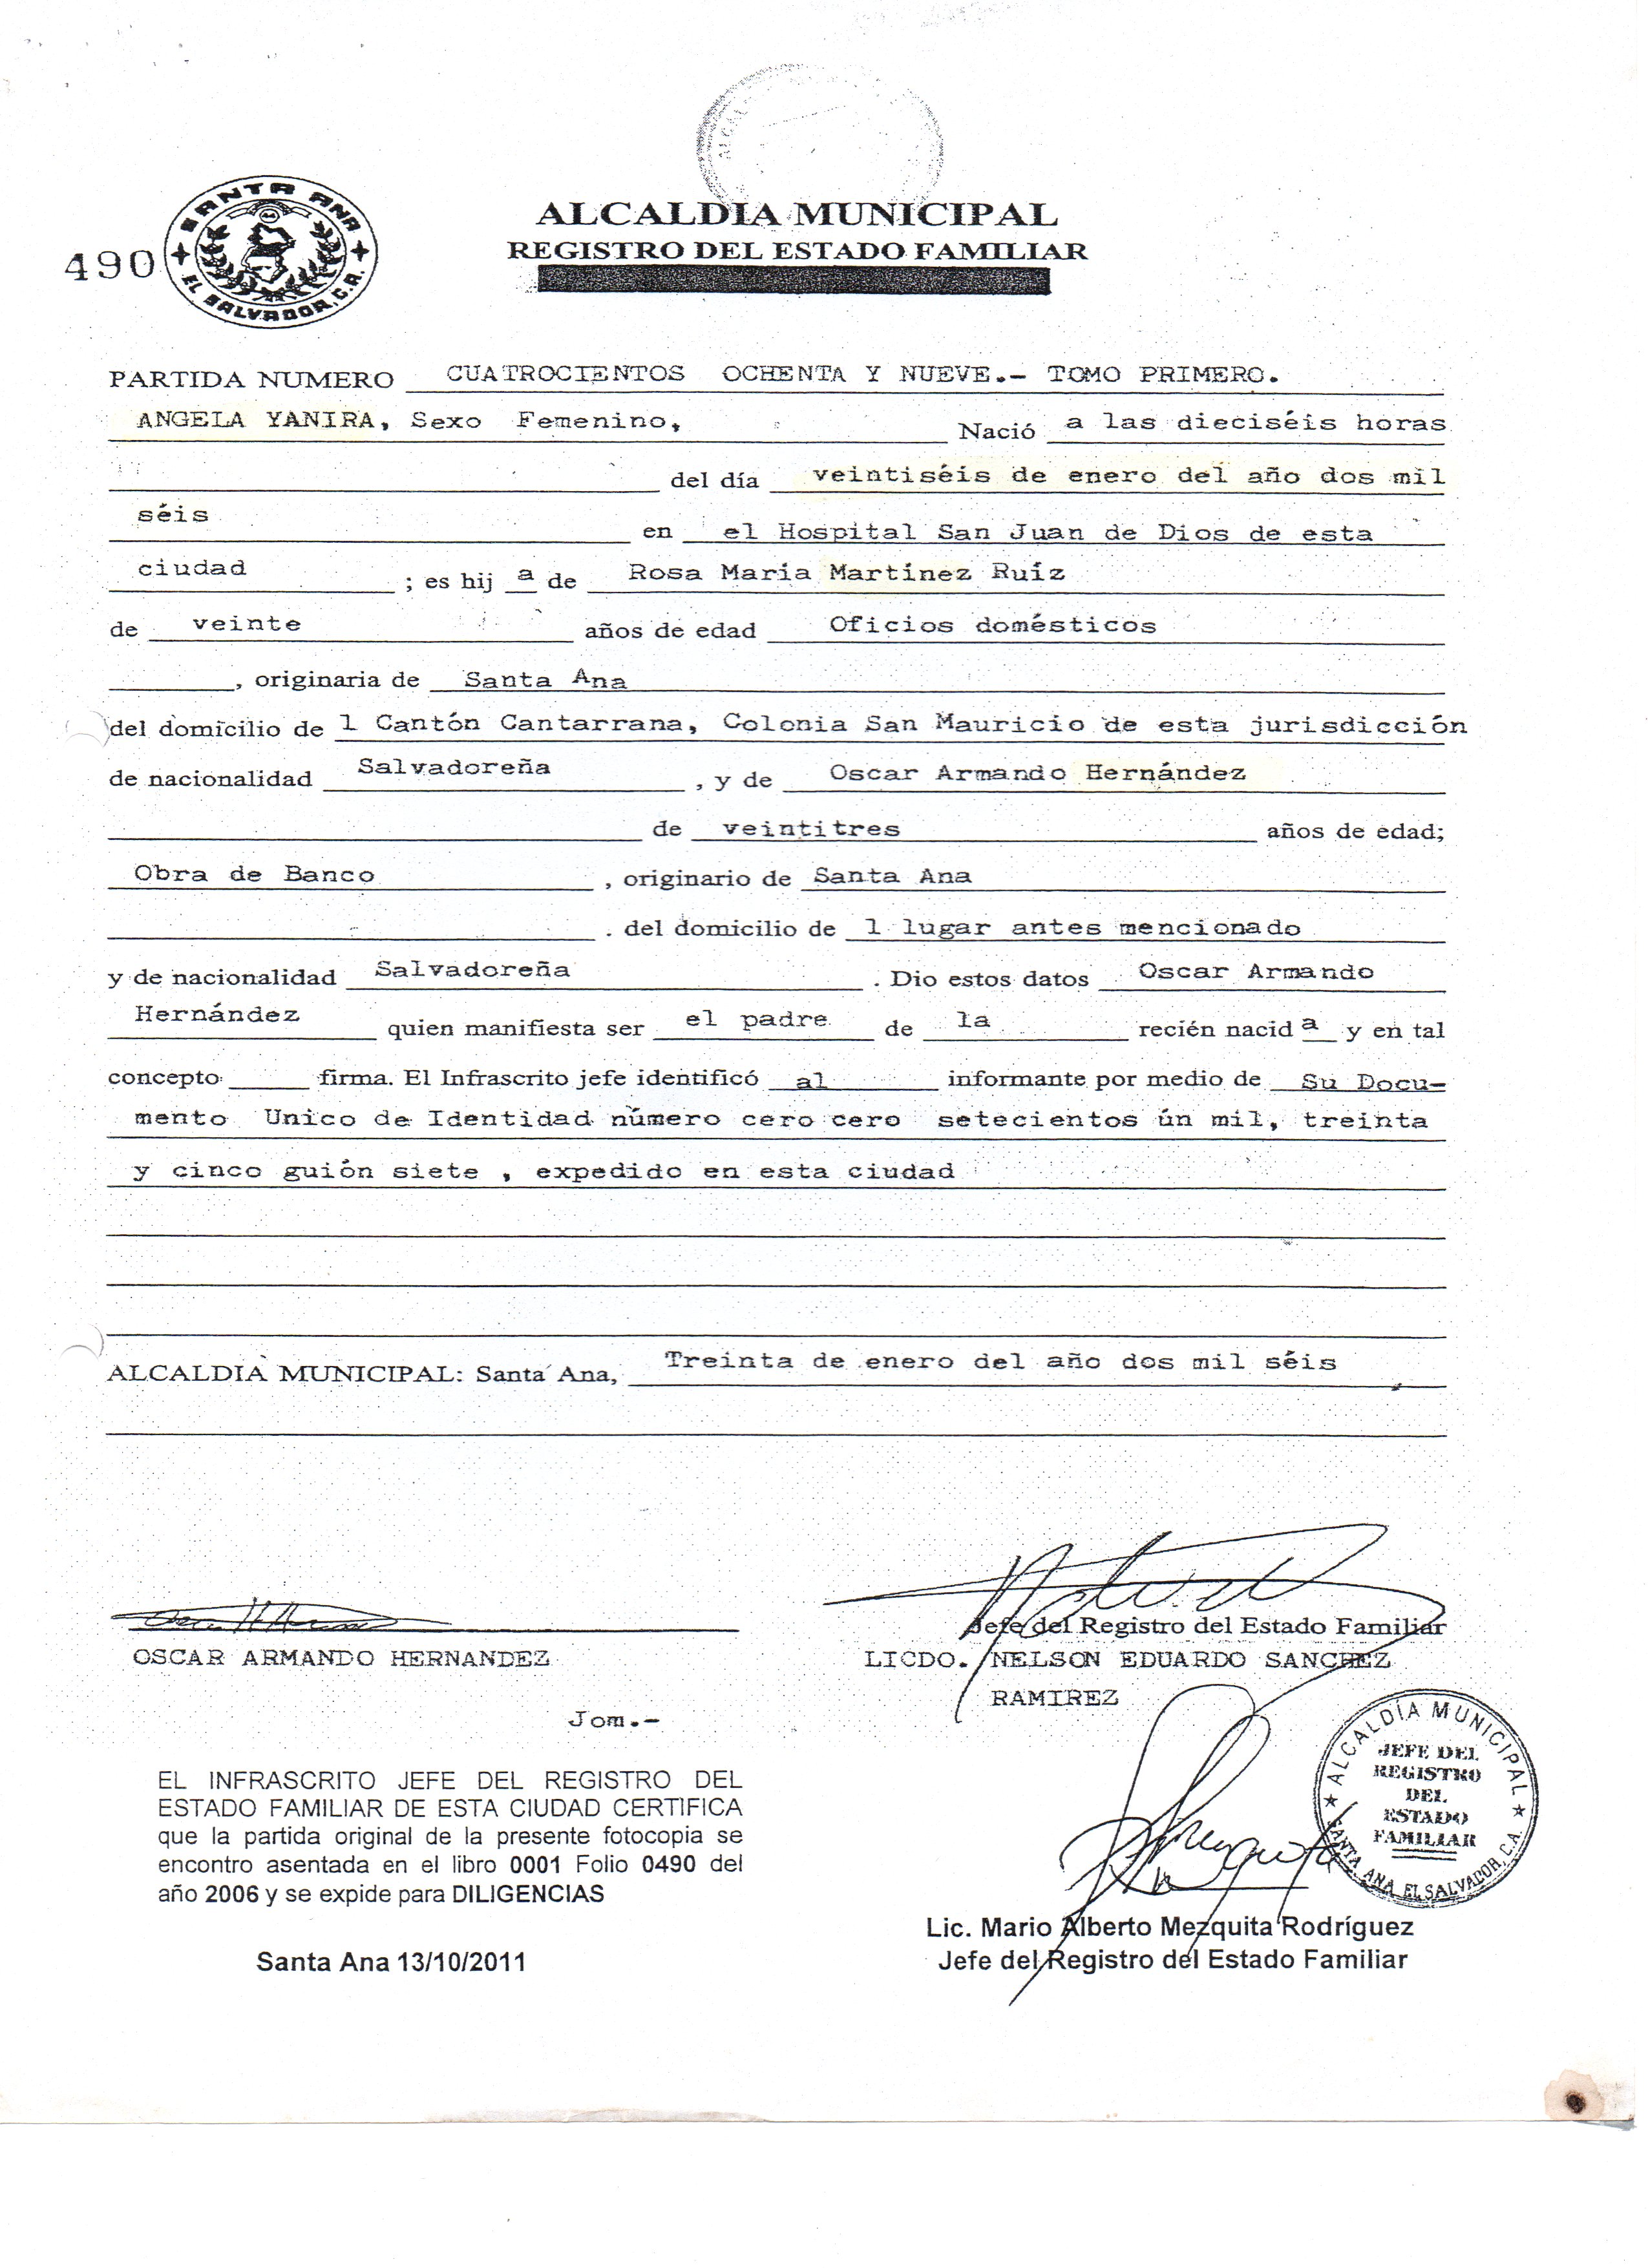 ALCALDIA MUNICIPAL
REGISTRO DEL ESTADO FAMILIAR
490
SANTA ANA
EL SALVADOR, C.A.
PARTIDA NUMERO CUATROCIENTOS OCHENTA Y NUEVE.- TOMO PRIMERO.
ANGELA YANIRA, Sexo Femenino, Nació a las dieciséis horas
del día veintiséis de enero del año dos mil
séis en el Hospital San Juan de Dios de esta
ciudad ; es hij a de Rosa María Martínez Ruíz
de veinte años de edad Oficios domésticos
, originaria de Santa Ana
del domicilio de l Cantón Cantarrana, Colonia San Mauricio de esta jurisdicción
de nacionalidad Salvadoreña , y de Oscar Armando Hernández
de veintitres años de edad;
Obra de Banco , originario de Santa Ana
. del domicilio de l lugar antes mencionado
y de nacionalidad Salvadoreña . Dio estos datos Oscar Armando
Hernández quien manifiesta ser el padre de la recién nacid a y en tal
concepto firma. El Infrascrito jefe identificó al informante por medio de Su Docu-
mento Unico de Identidad número cero cero setecientos ún mil, treinta
y cinco guión siete , expedido en esta ciudad
ALCALDIA MUNICIPAL: Santa Ana, Treinta de enero del año dos mil séis
Jefe del Registro del Estado Familiar
OSCAR ARMANDO HERNANDEZ LICDO. NELSON EDUARDO SANCHEZ
RAMIREZ
Jom.-
ALCALDÍA MUNICIPAL
JEFE DEL
REGISTRO
DEL
ESTADO
FAMILIAR
SANTA ANA EL SALVADOR, C.A.
EL INFRASCRITO JEFE DEL REGISTRO DEL
ESTADO FAMILIAR DE ESTA CIUDAD CERTIFICA
que la partida original de la presente fotocopia se
encontro asentada en el libro 0001 Folio 0490 del
año 2006 y se expide para DILIGENCIAS
Lic. Mario Alberto Mezquita Rodríguez
Santa Ana 13/10/2011 Jefe del Registro del Estado Familiar